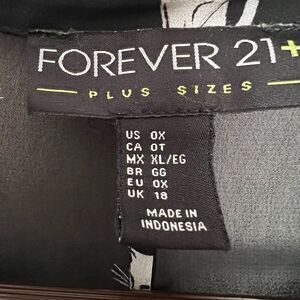 FOREVER 21+
PLUS SIZES
US 0X
CA 0T
MX XL/EG
BR GG
EU 0X
UK 18
MADE IN
INDONESIA